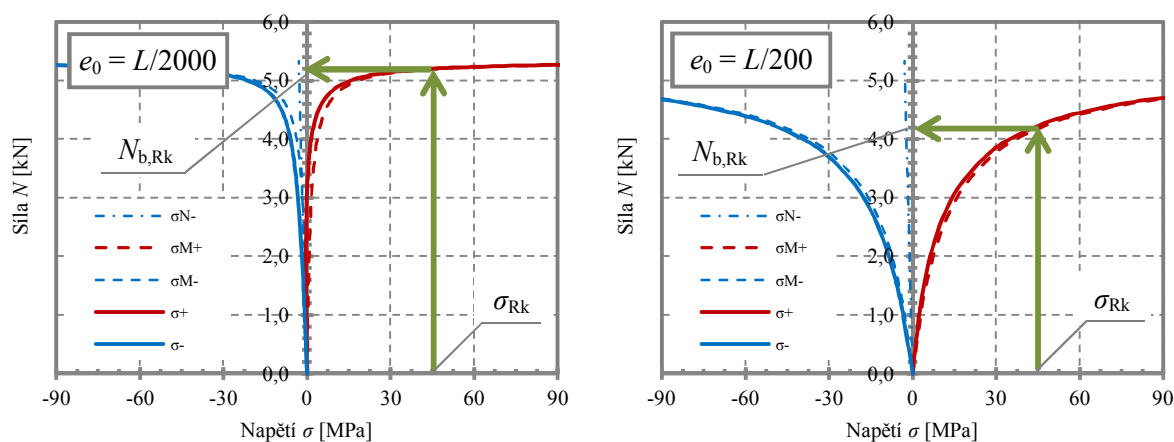 e0 = L/2000
Síla N [kN]
6,0
5,0
4,0
3,0
2,0
1,0
0,0
Nb,Rk
σN-
σM+
σM-
σ+
σ-
σRk
-90
-60
-30
0
30
60
90
Napětí σ [MPa]
e0 = L/200
Síla N [kN]
6,0
5,0
4,0
3,0
2,0
1,0
0,0
Nb,Rk
σN-
σM+
σM-
σ+
σ-
σRk
-90
-60
-30
0
30
60
90
Napětí σ [MPa]